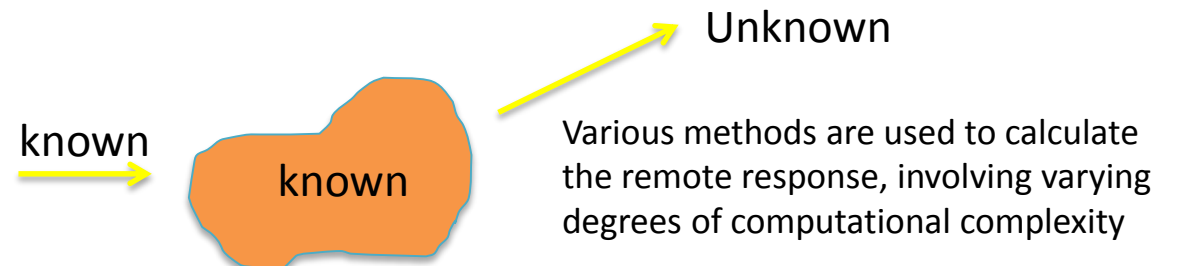 Unknown
known
known
Various methods are used to calculate
the remote response, involving varying
degrees of computational complexity